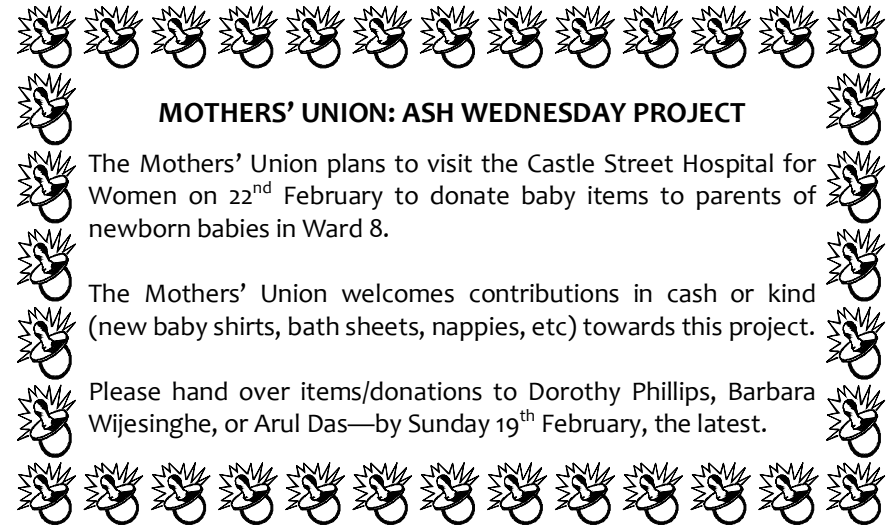 MOTHERS’ UNION: ASH WEDNESDAY PROJECT
The Mothers’ Union plans to visit the Castle Street Hospital for
Women on 22nd February to donate baby items to parents of
newborn babies in Ward 8.
The Mothers’ Union welcomes contributions in cash or kind
(new baby shirts, bath sheets, nappies, etc) towards this project.
Please hand over items/donations to Dorothy Phillips, Barbara
Wijesinghe, or Arul Das—by Sunday 19th February, the latest.